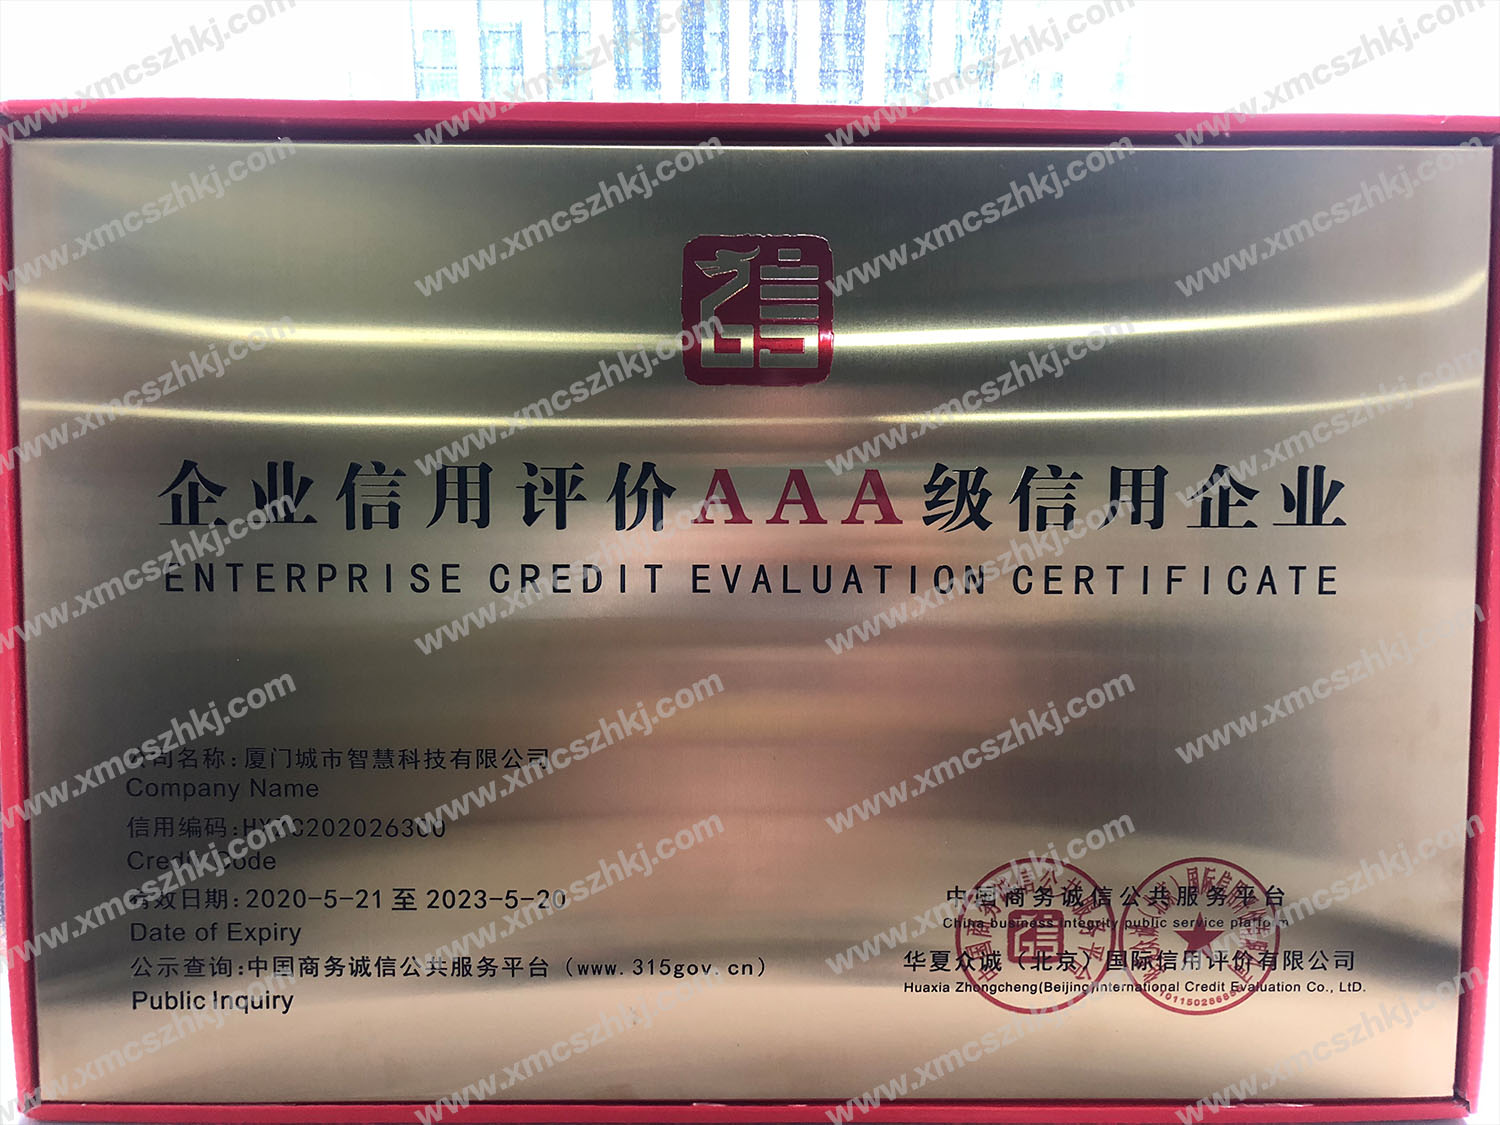 企业信用评价AAA级信用企业
ENTERPRISE CREDIT EVALUATION CERTIFICATE
公司名称:厦门城市智慧科技有限公司
Company Name
信用编码:
Credit Code
有效日期:2020-5-21 至 2023-5-20
Date of Expiry
公示查询:中国商务诚信公共服务平台（www.315gov.cn）
Public Inquiry
中国商务诚信公共服务平台
China business integrity public service platform
华夏众诚（北京）国际信用评价有限公司
Huaxia Zhongcheng(Beijing)International Credit Evaluation Co., LtD.
www.xmcszhkj.com